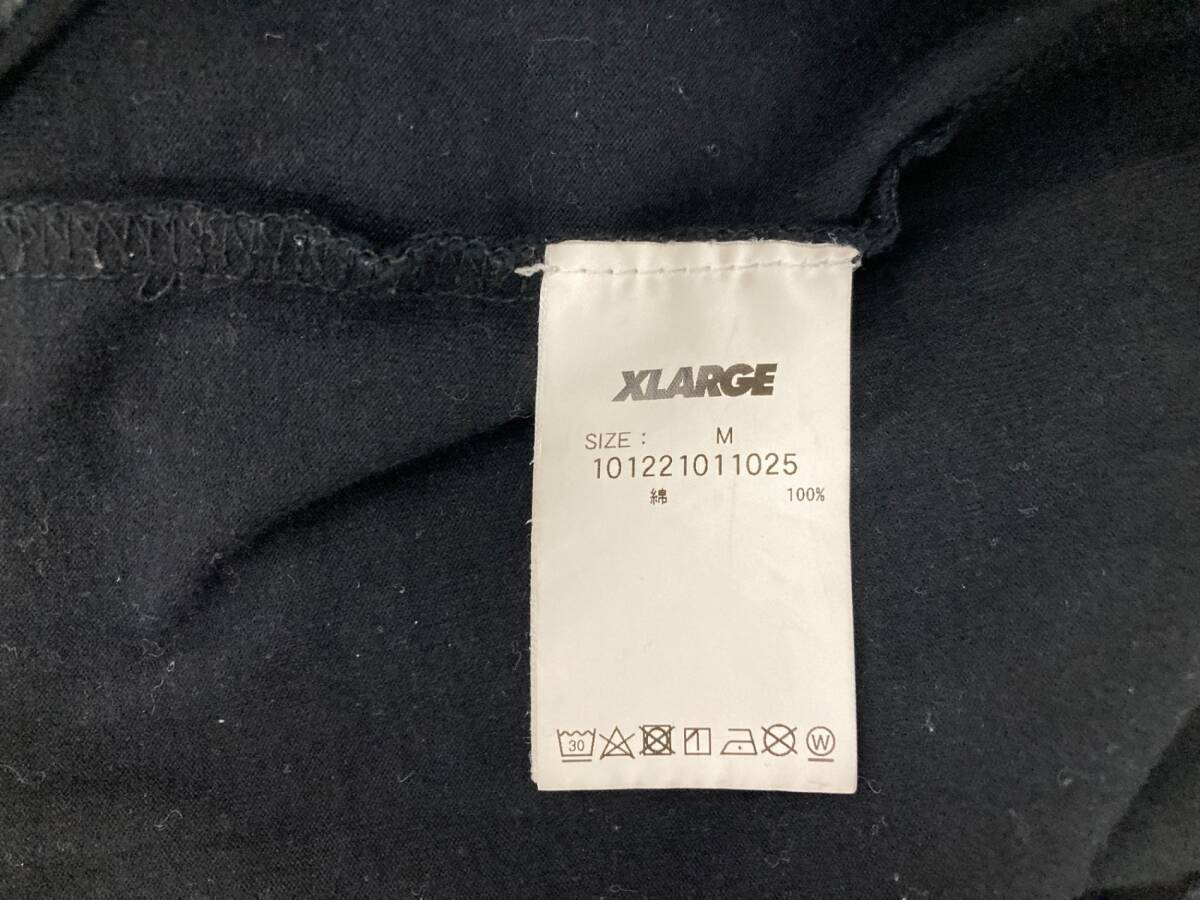 XLARGE
SIZE : M
101221011025
綿 100%
30 W